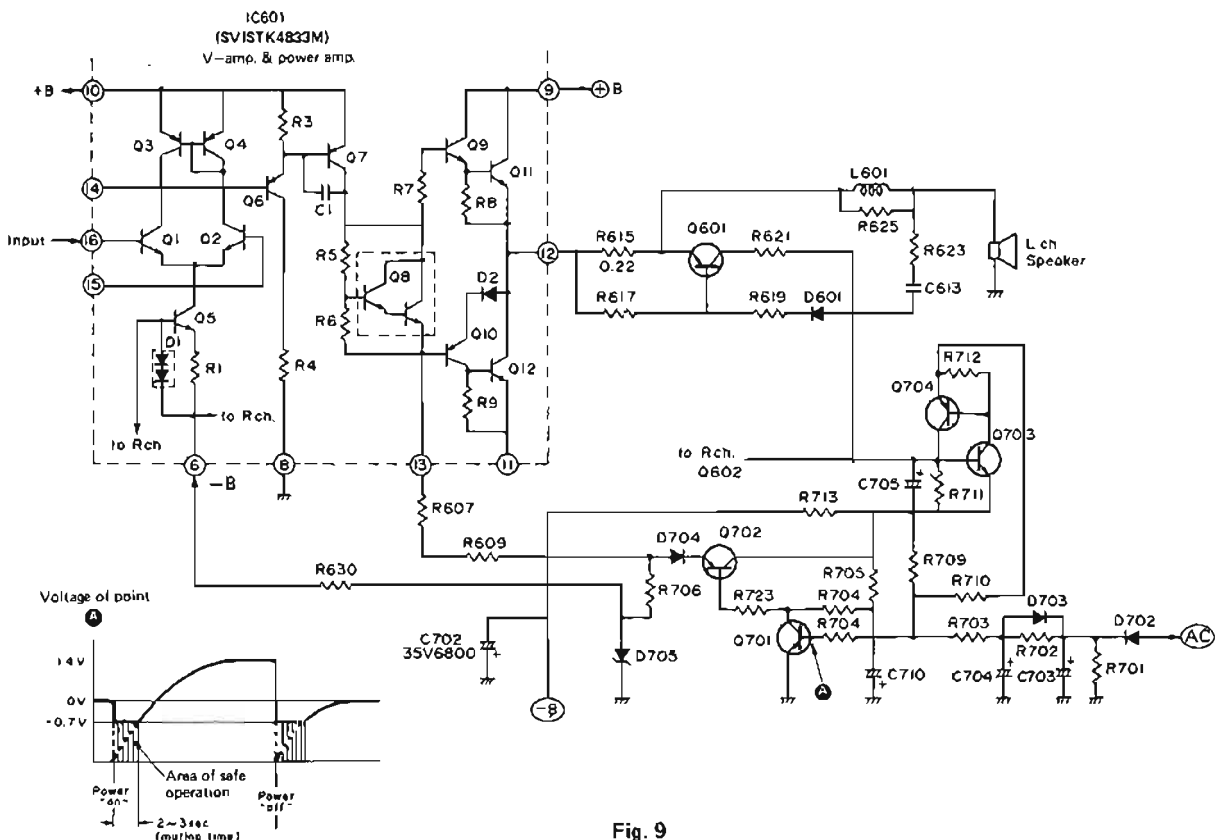 IC601
(SVISTK4833M)
V-amp. & power amp.
+B
10
9
+B
R3
Q3
Q4
Q7
Q9
Q11
14
Q6
C1
R7
R8
L601
R625
Input
16
Q1
Q2
12
R615
0.22
Q601
R621
R623
L ch
Speaker
15
R5
Q8
D2
R617
R619
D601
C613
Q5
R6
Q10
D1
R1
R4
Q12
R9
R712
Q704
to Rch.
to Rch
to Rch.
Q602
Q703
6
-B
8
13
11
C705
R711
R713
R607
D704
Q702
R609
R709
R630
R706
R705
R710
R723
R704
D703
Voltage of point
A
Q701
R704
R703
R702
D702
AC
C702
35V6800
D705
C710
C704
C703
R701
A
-B
1.4V
0V
-0.7V
Area of safe
operation
Power
"on"
Power
"off"
2~3sec
(muting time)
Fig. 9